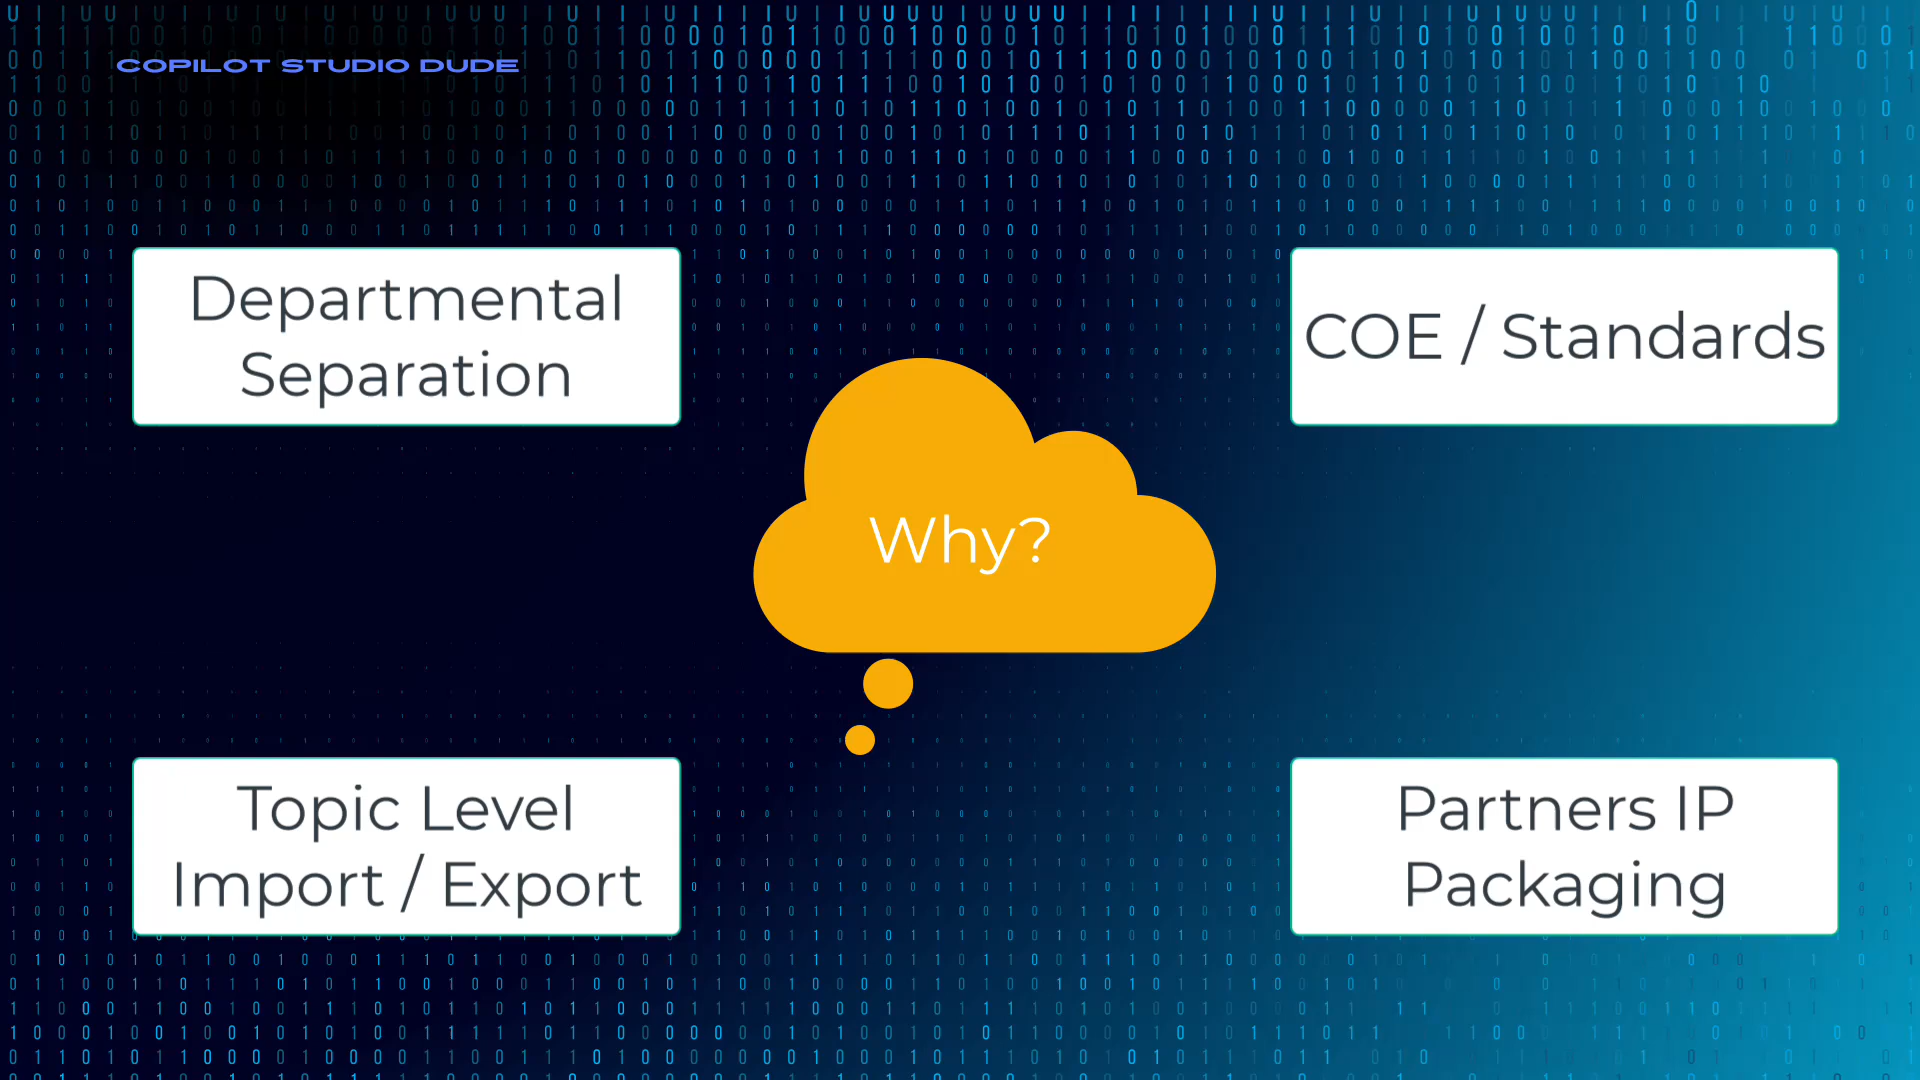 COPILOT STUDIO DUDE
Departmental
Separation
COE / Standards
Why?
Topic Level
Import / Export
Partners IP
Packaging